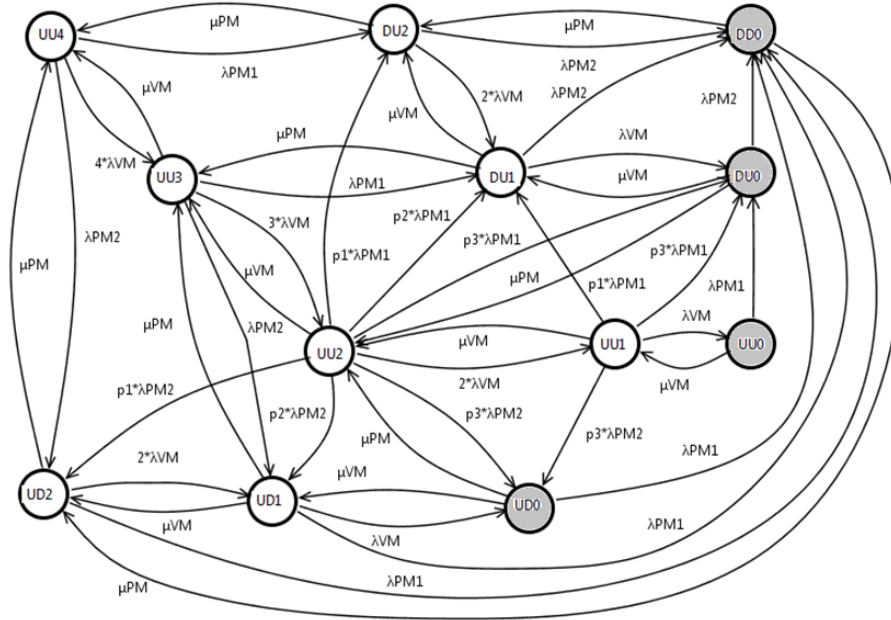 μPM
UU4
DU2
μPM
DD0
λPM1
λPM2
μVM
2*λVM
λPM2
λPM2
μPM
μVM
λVM
4*λVM
UU3
λPM1
DU1
μVM
DU0
3*λVM
p2*λPM1
p3*λPM1
p1*λPM1
p3*λPM1
μPM
λPM2
μVM
μPM
p1*λPM1
λPM1
μPM
λPM2
λVM
UU2
μVM
UU1
UU0
2*λVM
μVM
p1*λPM2
p2*λPM2
p3*λPM2
p3*λPM2
μPM
λPM1
2*λVM
μVM
UD2
UD1
UD0
μVM
λVM
λPM1
λPM1
μPM